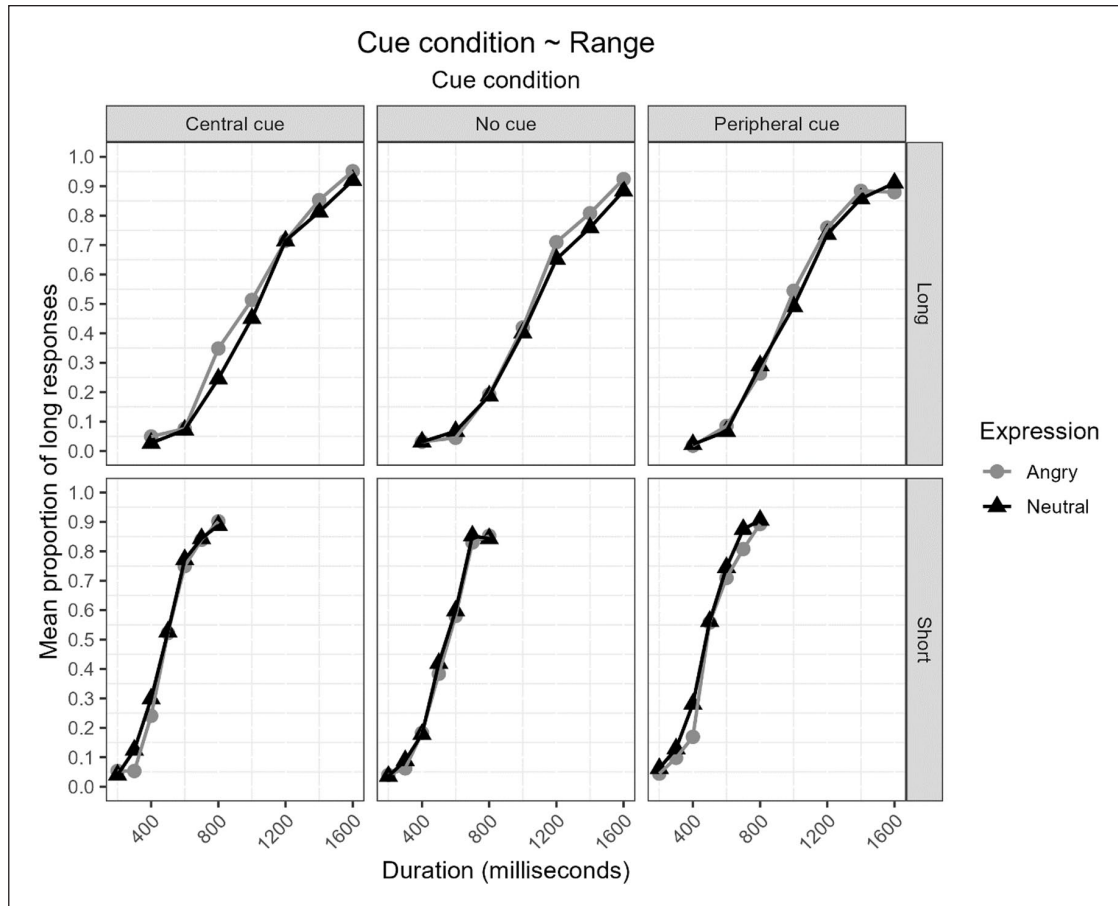 Cue condition ~ Range
Cue condition
Central cue
No cue
Peripheral cue
Mean proportion of long responses
1.0
0.9
0.8
0.7
0.6
0.5
0.4
0.3
0.2
0.1
0.0
Long
1.0
0.9
0.8
0.7
0.6
0.5
0.4
0.3
0.2
0.1
0.0
Short
Expression
Angry
Neutral
400 800 1200 1600 400 800 1200 1600 400 800 1200 1600
Duration (milliseconds)